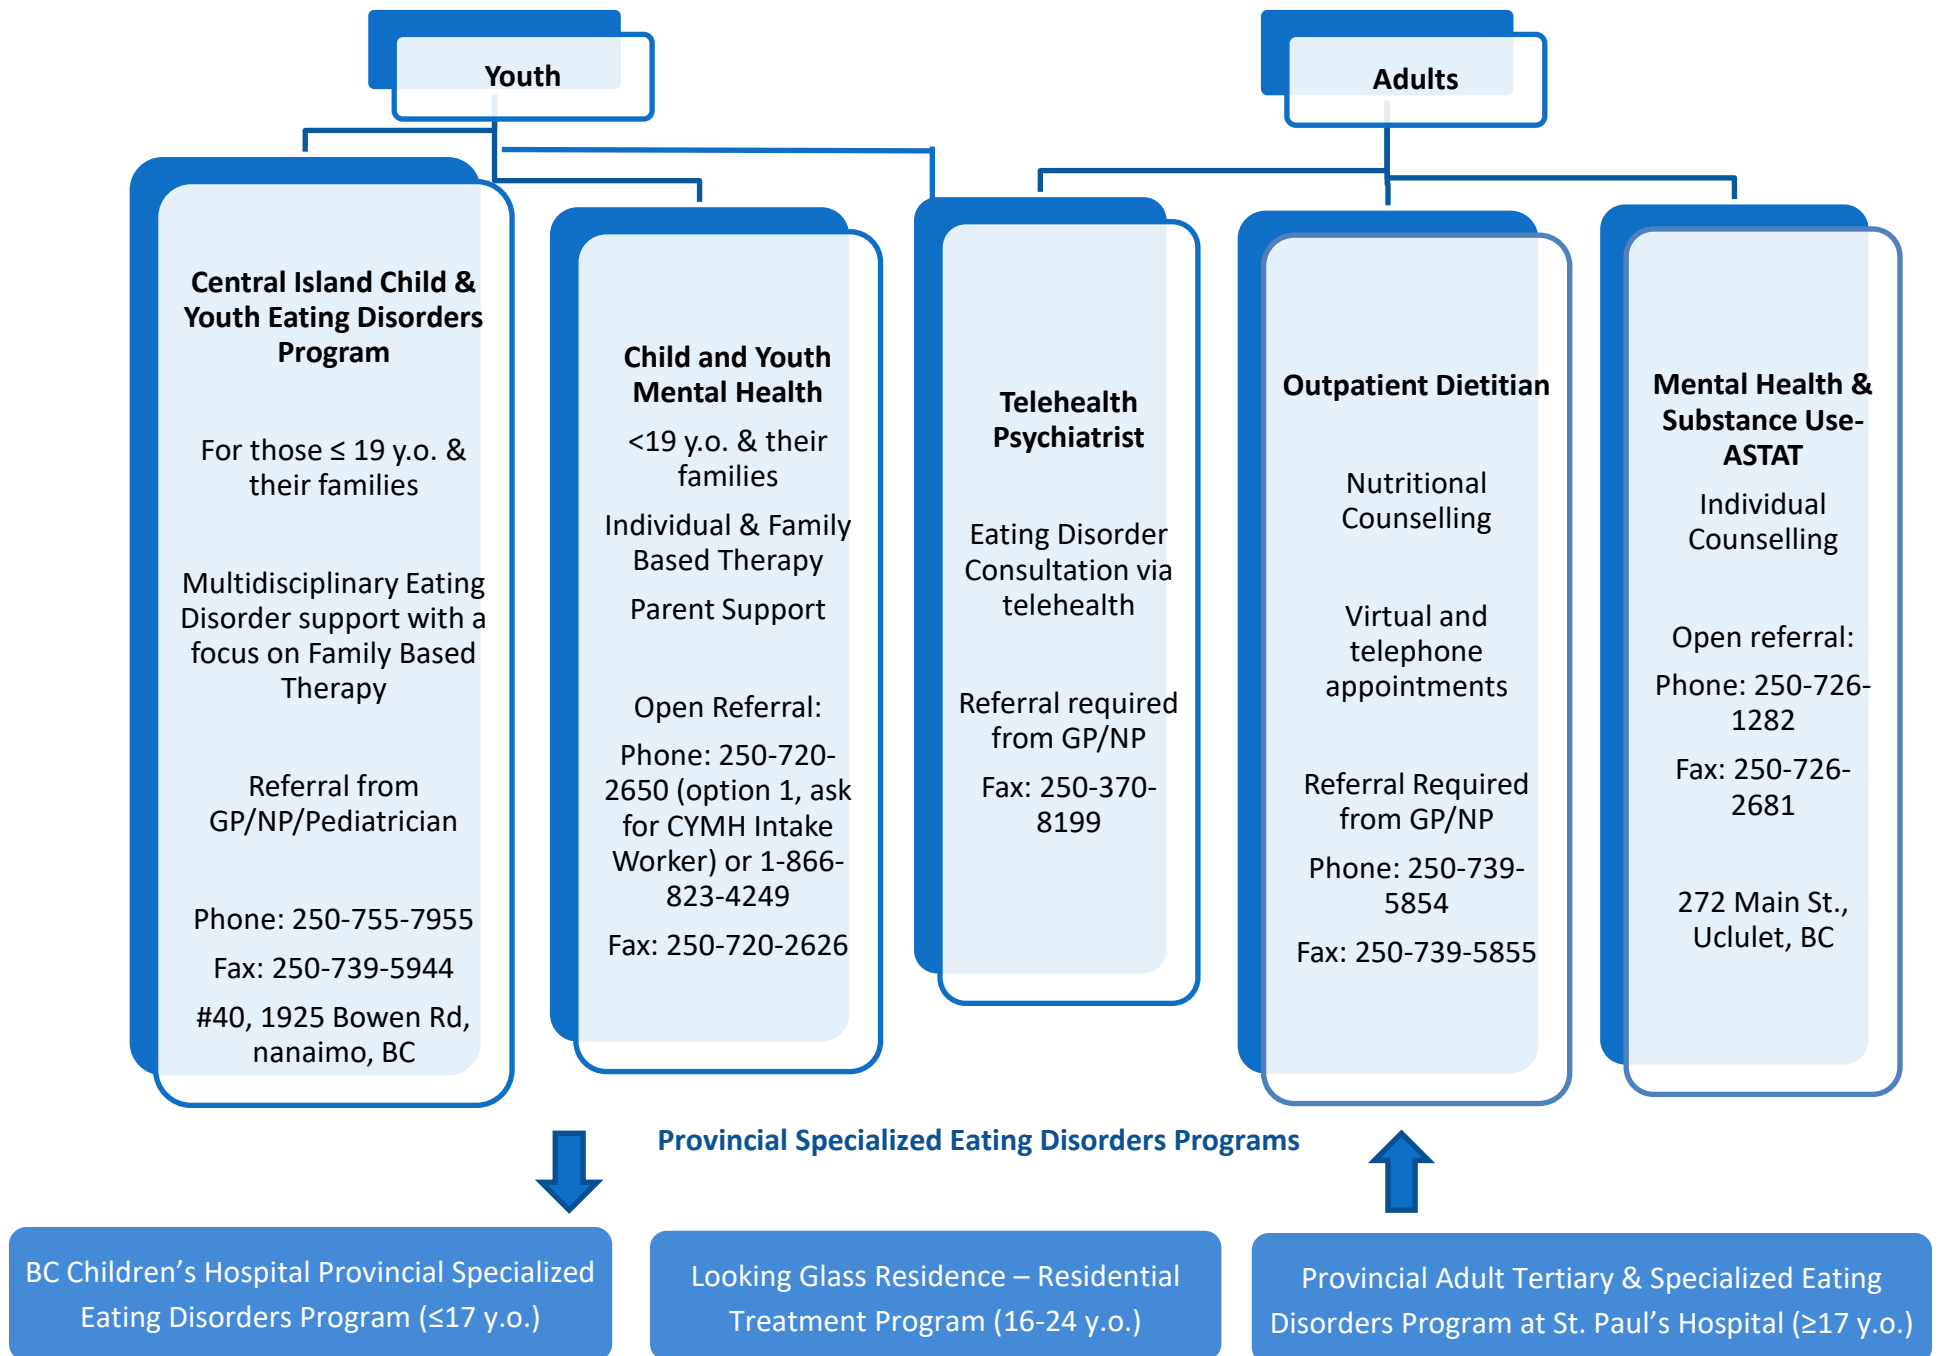 Youth
Adults
Central Island Child &
Youth Eating Disorders
Program
For those ≤ 19 y.o. &
their families
Multidisciplinary Eating
Disorder support with a
focus on Family Based
Therapy
Referral from
GP/NP/Pediatrician
Phone: 250-755-7955
Fax: 250-739-5944
#40, 1925 Bowen Rd,
nanaimo, BC
Child and Youth
Mental Health
<19 y.o. & their
families
Individual & Family
Based Therapy
Parent Support
Open Referral:
Phone: 250-720-
2650 (option 1, ask
for CYMH Intake
Worker) or 1-866-
823-4249
Fax: 250-720-2626
Telehealth
Psychiatrist
Eating Disorder
Consultation via
telehealth
Referral required
from GP/NP
Fax: 250-370-
8199
Outpatient Dietitian
Nutritional
Counselling
Virtual and
telephone
appointments
Referral Required
from GP/NP
Phone: 250-739-
5854
Fax: 250-739-5855
Mental Health &
Substance Use-
ASTAT
Individual
Counselling
Open referral:
Phone: 250-726-
1282
Fax: 250-726-
2681
272 Main St.,
Uclulet, BC
Provincial Specialized Eating Disorders Programs
BC Children’s Hospital Provincial Specialized
Eating Disorders Program (≤17 y.o.)
Looking Glass Residence – Residential
Treatment Program (16-24 y.o.)
Provincial Adult Tertiary & Specialized Eating
Disorders Program at St. Paul’s Hospital (≥17 y.o.)